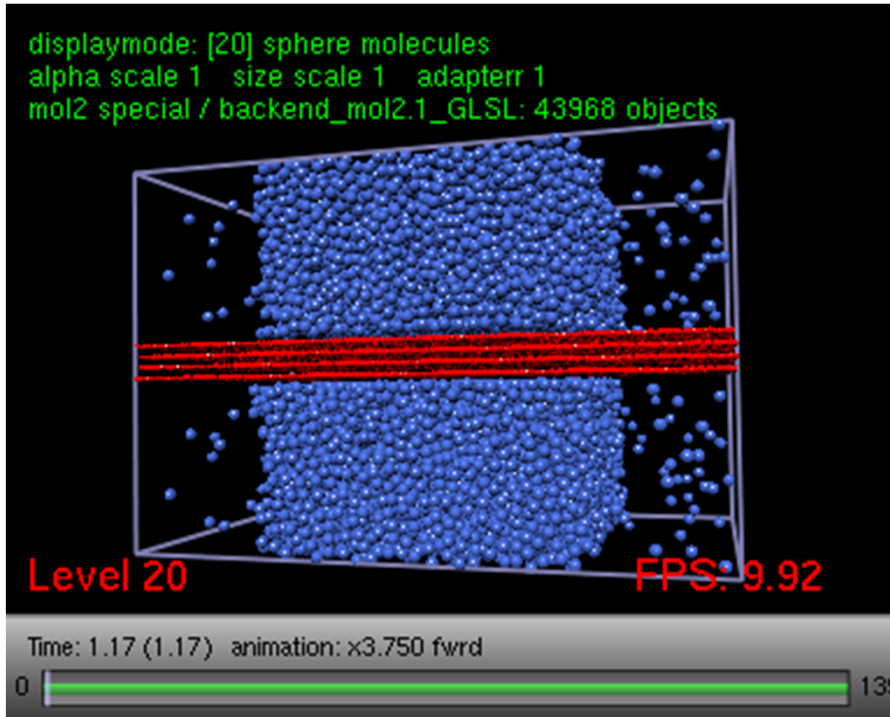 displaymode: [20] sphere molecules
alpha scale 1 size scale 1 adapterr 1
mol2 special / backend_mol2.1_GLSL: 43968 objects
Level 20 FPS: 9.92
Time: 1.17 (1.17) animation: x3.750 fwrd
0